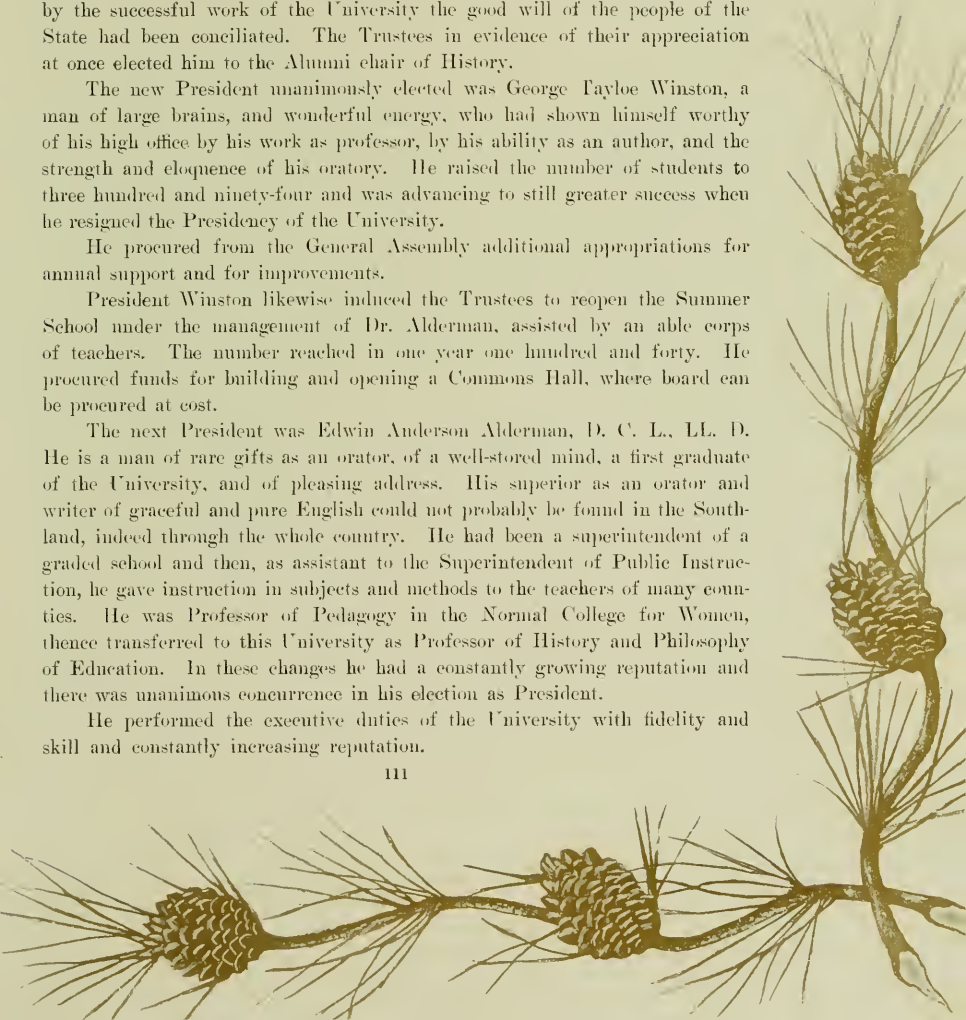 by the successful work of the University the good will of the people of the
State had been conciliated. The Trustees in evidence of their appreciation
at once elected him to the Alumni chair of History.
The new President unanimously elected was George Tayloe Winston, a
man of large brains, and wonderful energy, who had shown himself worthy
of his high office by his work as professor, by his ability as an author, and the
strength and eloquence of his oratory. He raised the number of students to
three hundred and ninety-four and was advancing to still greater success when
he resigned the Presidency of the University.
He procured from the General Assembly additional appropriations for
annual support and for improvements.
President Winston likewise induced the Trustees to reopen the Summer
School under the management of Dr. Alderman, assisted by an able corps
of teachers. The number reached in one year one hundred and forty. He
procured funds for building and opening a Commons Hall, where board can
be procured at cost.
The next President was Edwin Anderson Alderman, D. C. L., LL. D.
He is a man of rare gifts as an orator, of a well-stored mind, a first graduate
of the University, and of pleasing address. His superior as an orator and
writer of graceful and pure English could not probably be found in the South-
land, indeed through the whole country. He had been a superintendent of a
graded school and then, as assistant to the Superintendent of Public Instruc-
tion, he gave instruction in subjects and methods to the teachers of many coun-
ties. He was Professor of Pedagogy in the Normal College for Women,
thence transferred to this University as Professor of History and Philosophy
of Education. In these changes he had a constantly growing reputation and
there was unanimous concurrence in his election as President.
He performed the executive duties of the University with fidelity and
skill and constantly increasing reputation.
111